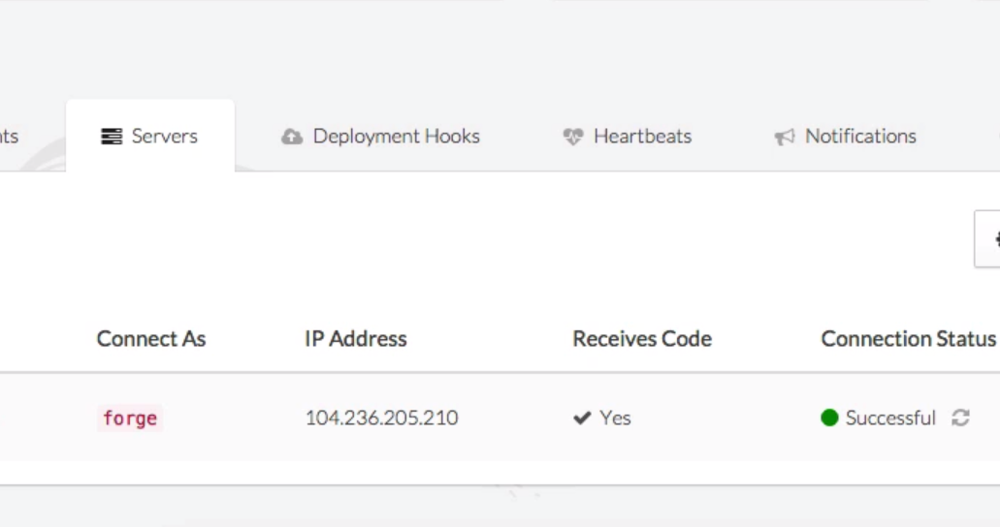 nts Servers Deployment Hooks Heartbeats Notifications
Connect As IP Address Receives Code Connection Status
forge 104.236.205.210 Yes Successful